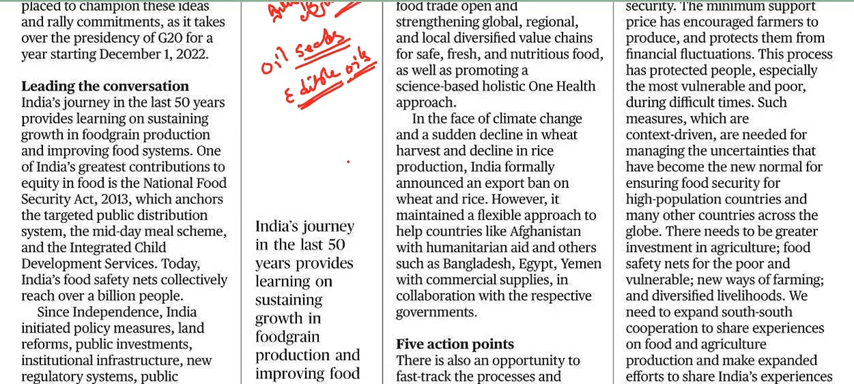 placed to champion these ideas
and rally commitments, as it takes
over the presidency of G20 for a
year starting December 1, 2022.
Leading the conversation
India's journey in the last 50 years
provides learning on sustaining
growth in foodgrain production
and improving food systems. One
of India's greatest contributions to
equity in food is the National Food
Security Act, 2013, which anchors
the targeted public distribution
system, the mid-day meal scheme,
and the Integrated Child
Development Services. Today,
India's food safety nets collectively
reach over a billion people.
Since Independence, India
initiated policy measures, land
reforms, public investments,
institutional infrastructure, new
regulatory systems, public
oil seeds
Edible oils
India's journey
in the last 50
years provides
learning on
sustaining
growth in
foodgrain
production and
improving food
food trade open and
strengthening global, regional,
and local diversified value chains
for safe, fresh, and nutritious food,
as well as promoting a
science-based holistic One Health
approach.
In the face of climate change
and a sudden decline in wheat
harvest and decline in rice
production, India formally
announced an export ban on
wheat and rice. However, it
maintained a flexible approach to
help countries like Afghanistan
with humanitarian aid and others
such as Bangladesh, Egypt, Yemen
with commercial supplies, in
collaboration with the respective
governments.
Five action points
There is also an opportunity to
fast-track the processes and
security. The minimum support
price has encouraged farmers to
produce, and protects them from
financial fluctuations. This process
has protected people, especially
the most vulnerable and poor,
during difficult times. Such
measures, which are
context-driven, are needed for
managing the uncertainties that
have become the new normal for
ensuring food security for
high-population countries and
many other countries across the
globe. There needs to be greater
investment in agriculture; food
safety nets for the poor and
vulnerable; new ways of farming;
and diversified livelihoods. We
need to expand south-south
cooperation to share experiences
on food and agriculture
production and make expanded
efforts to share India's experiences